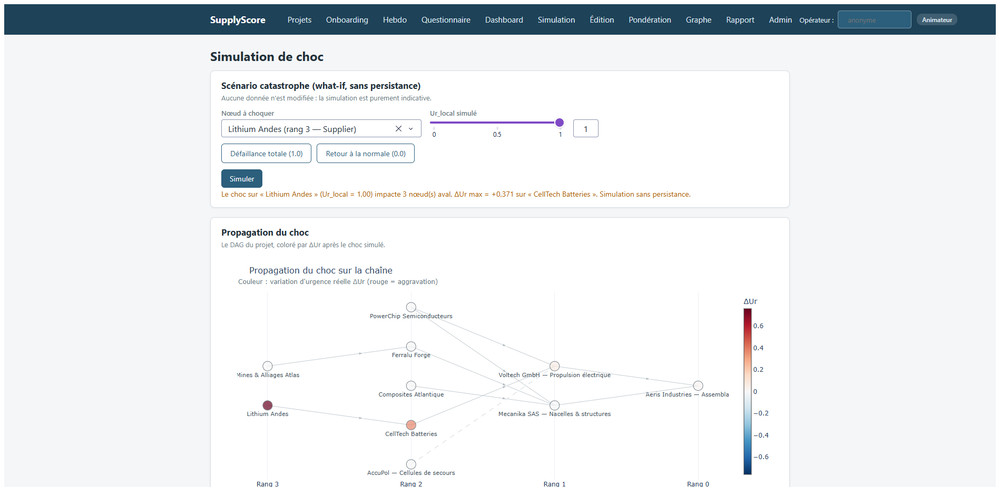 SupplyScore Projets Onboarding Hebdo Questionnaire Dashboard Simulation Édition Pondération Graphe Rapport Admin Opérateur : anonyme Animateur
Simulation de choc
Scénario catastrophe (what-if, sans persistance)
Aucune donnée n'est modifiée : la simulation est purement indicative.
Nœud à choquer
Ur_local simulé
Lithium Andes (rang 3 — Supplier)
0 0.5 1
1
Défaillance totale (1.0) Retour à la normale (0.0)
Simuler
Le choc sur « Lithium Andes » (Ur_local = 1,00) impacte 3 nœud(s) aval, ΔUr max = +0,371 sur « CellTech Batteries ». Simulation sans persistance.
Propagation du choc
Le DAG du projet, coloré par ΔUr après le choc simulé.
Propagation du choc sur la chaîne
Couleur : variation d'urgence réelle ΔUr (rouge = aggravation)
PowerChip Semiconducteurs
Ferralu Forge
Mines & Alliages Atlas
Voltech GmbH — Propulsion électrique
Composites Atlantique
Aeris Industries — Assembla
Lithium Andes
Mecanika SAS — Nacelles & structures
CellTech Batteries
AccuPol — Cellules de secours
Rang 3 Rang 2 Rang 1 Rang 0
ΔUr
0.6
0.4
0.2
0
−0.2
−0.4
−0.6